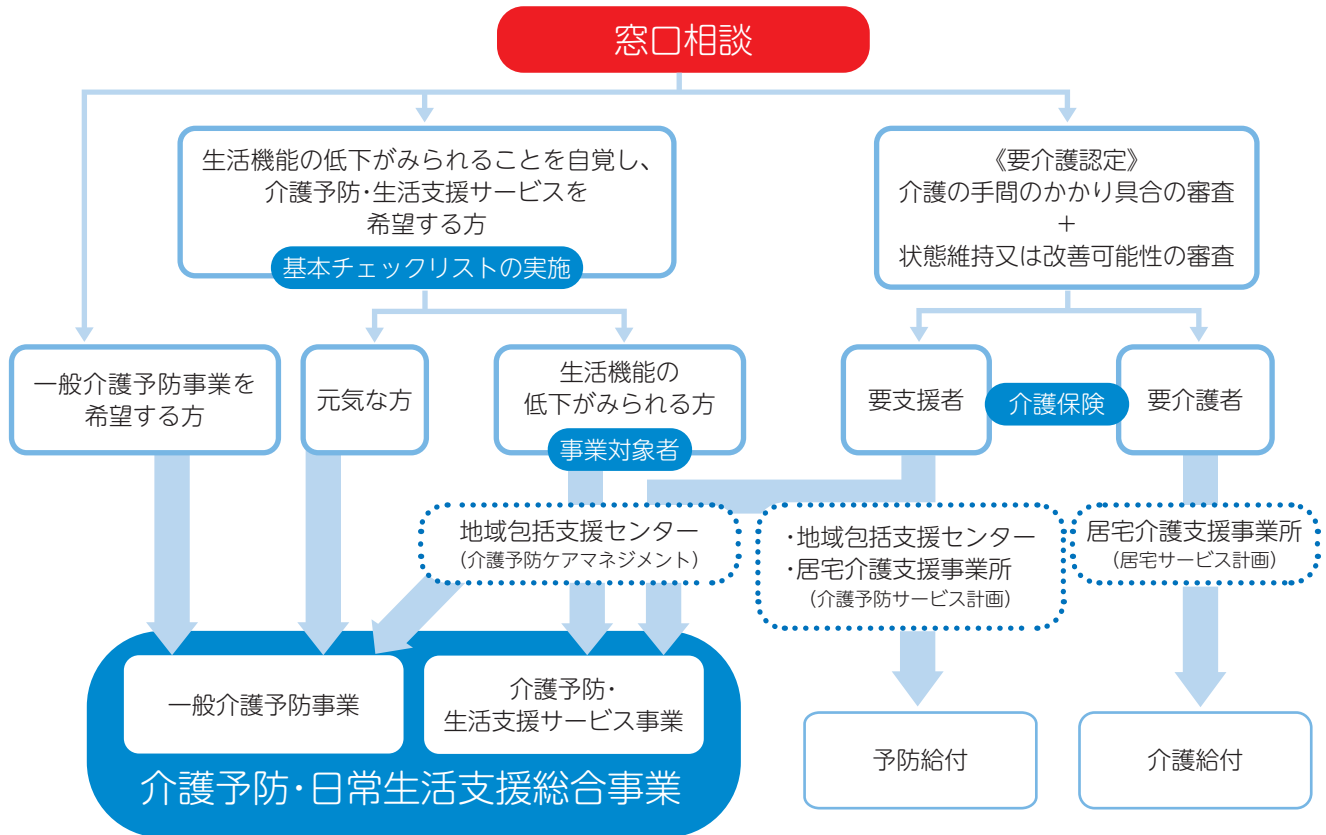 窓口相談
生活機能の低下がみられることを自覚し、
介護予防・生活支援サービスを
希望する方
基本チェックリストの実施
《要介護認定》
介護の手間のかかり具合の審査
+
状態維持又は改善可能性の審査
一般介護予防事業を
希望する方
元気な方
生活機能の
低下がみられる方
事業対象者
要支援者
介護保険
要介護者
地域包括支援センター
(介護予防ケアマネジメント)
・地域包括支援センター
・居宅介護支援事業所
(介護予防サービス計画)
居宅介護支援事業所
(居宅サービス計画)
一般介護予防事業
介護予防・
生活支援サービス事業
介護予防・日常生活支援総合事業
予防給付
介護給付